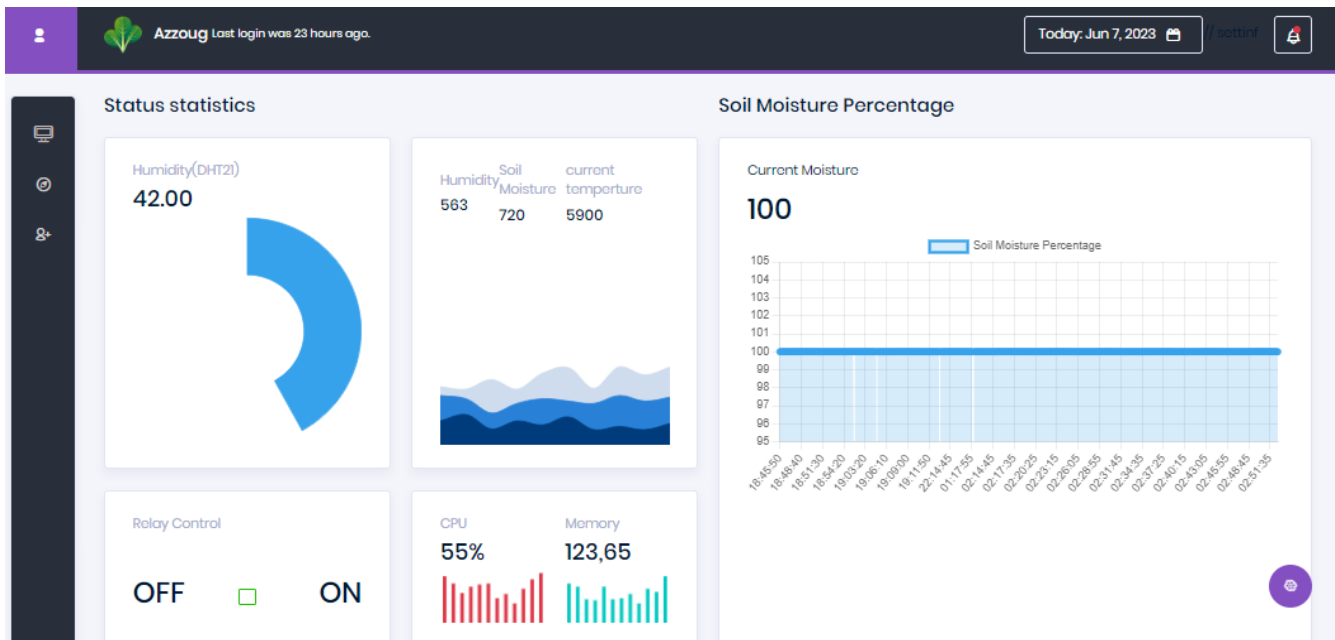 Azzoug Last login was 23 hours ago.
Today: Jun 7, 2023
// sottinf
Status statistics
Soil Moisture Percentage
Humidity(DHT21)
42.00
Humidity
563
Soil
Moisture
720
current
temperture
5900
Current Moisture
100
Soil Moisture Percentage
105
104
103
102
101
100
99
98
97
96
95
18:45:50
18:48:40
18:51:30
18:54:20
19:03:20
19:06:10
19:09:00
19:11:50
22:14:45
01:17:55
02:14:45
02:17:35
02:20:25
02:23:15
02:26:05
02:28:55
02:31:45
02:34:35
02:37:25
02:40:15
02:43:05
02:45:55
02:48:45
02:51:35
Relay Control
OFF
ON
CPU
55%
Memory
123,65